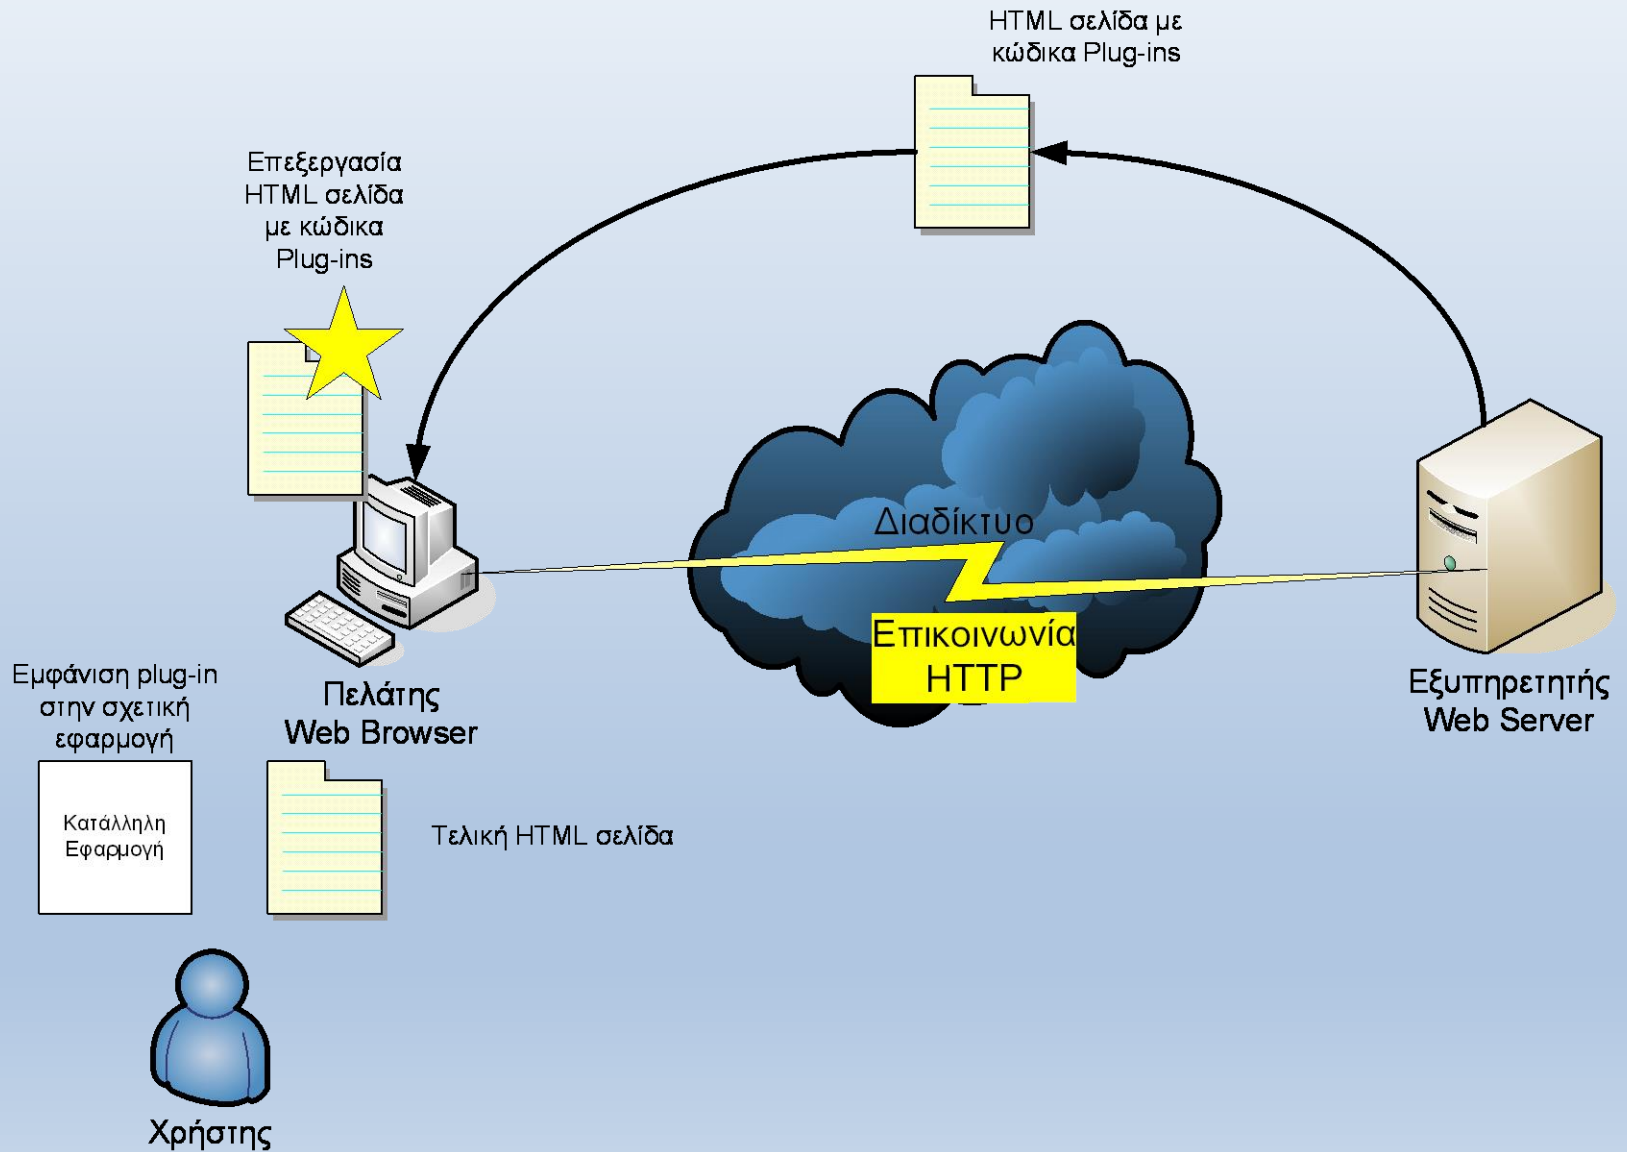 HTML σελίδα με
κώδικα Plug-ins
Επεξεργασία
HTML σελίδα
με κώδικα
Plug-ins
Διαδίκτυο
Επικοινωνία
HTTP
Εξυπηρετητής
Web Server
Πελάτης
Web Browser
Εμφάνιση plug-in
στην σχετική
εφαρμογή
Κατάλληλη
Εφαρμογή
Τελική HTML σελίδα
Χρήστης